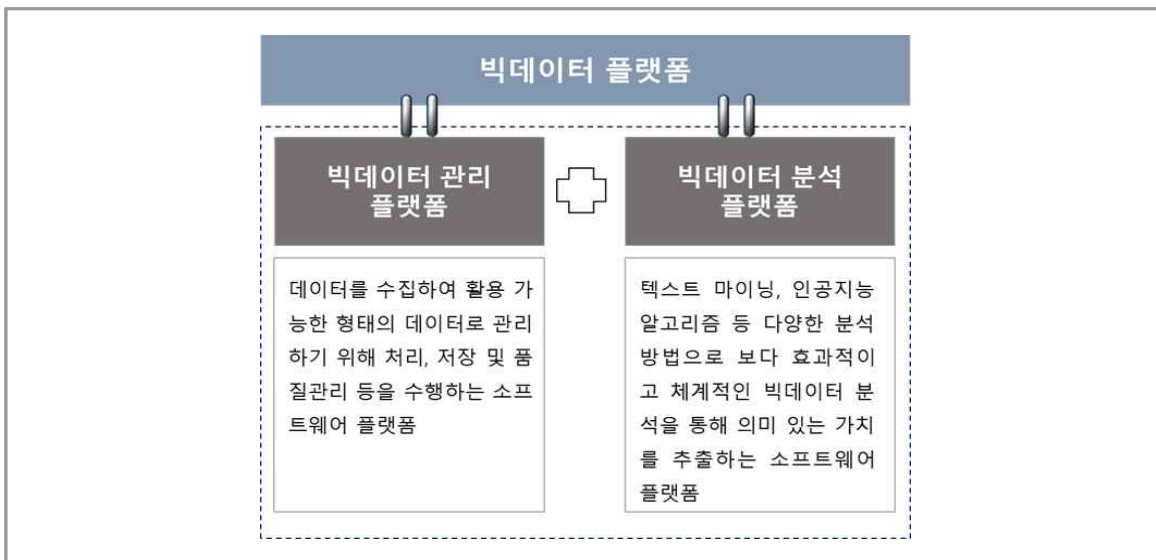 빅데이터 플랫폼
빅데이터 관리
플랫폼
빅데이터 분석
플랫폼
데이터를 수집하여 활용 가
능한 형태의 데이터로 관리
하기 위해 처리, 저장 및 품
질관리 등을 수행하는 소프
트웨어 플랫폼
텍스트 마이닝, 인공지능
알고리즘 등 다양한 분석
방법으로 보다 효과적이
고 체계적인 빅데이터 분
석을 통해 의미 있는 가치
를 추출하는 소프트웨어
플랫폼